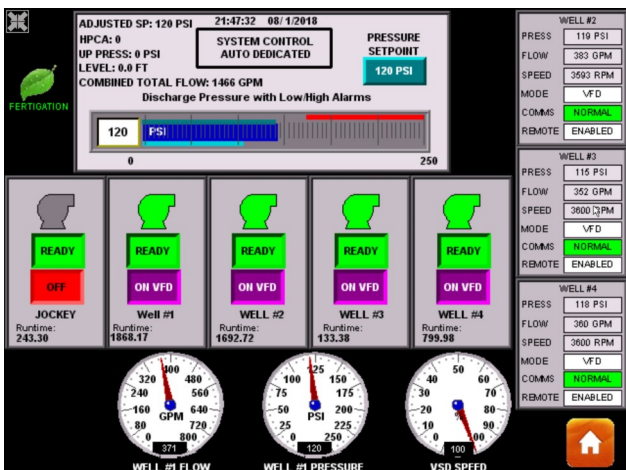 ADJUSTED SP: 120 PSI
21:47:32 08/ 1/2018
HPCA: 0
UP PRESS: 0 PSI
LEVEL: 0.0 FT
COMBINED TOTAL FLOW: 1466 GPM
SYSTEM CONTROL
AUTO DEDICATED
PRESSURE
SETPOINT
120 PSI
Discharge Pressure with Low/High Alarms
120 PSI
0 250
FERTIGATION
WELL #2
PRESS 119 PSI
FLOW 383 GPM
SPEED 3593 RPM
MODE VFD
COMMS NORMAL
REMOTE ENABLED
WELL #3
PRESS 115 PSI
FLOW 352 GPM
SPEED 3600 RPM
MODE VFD
COMMS NORMAL
REMOTE ENABLED
WELL #4
PRESS 118 PSI
FLOW 360 GPM
SPEED 3600 RPM
MODE VFD
COMMS NORMAL
REMOTE ENABLED
READY
OFF
JOCKEY
Runtime:
243.30
READY
ON VFD
Well #1
Runtime:
1868.17
READY
ON VFD
WELL #2
Runtime:
1692.72
READY
ON VFD
WELL #3
Runtime:
133.38
READY
ON VFD
WELL #4
Runtime:
799.98
0 80 160 240 320 400 480 560 640 720 800
GPM
371
WELL #1 FLOW
0 25 50 75 100 125 150 175 200 225 250
PSI
120
WELL #1 PRESSURE
0 10 20 30 40 50 60 70 80 90
%
100
VSD SPEED